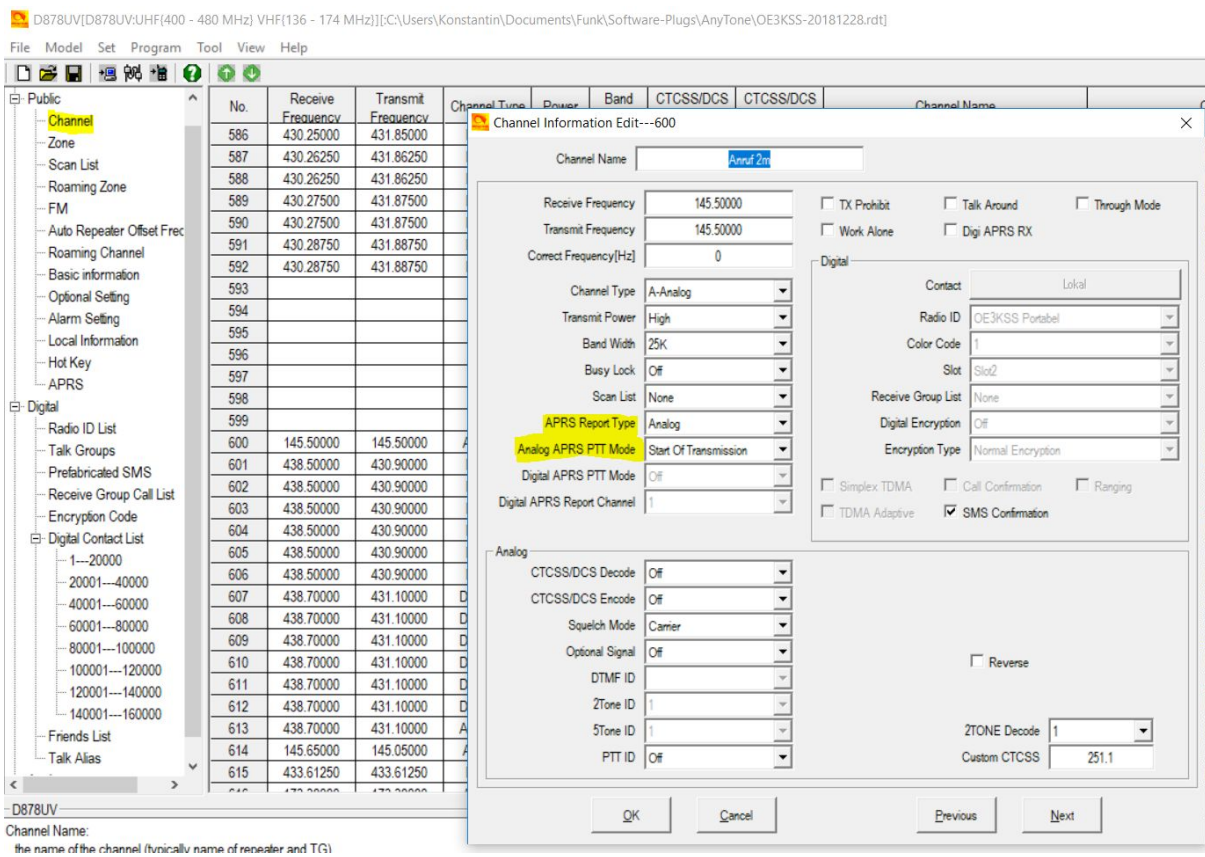 D878UV[D878UV:UHF{400 - 480 MHz} VHF{136 - 174 MHz}][:C:\Users\Konstantin\Documents\Funk\Software-Plugs\AnyTone\OE3KSS-20181228.rdt]
File Model Set Program Tool View Help
Public
Channel
Zone
Scan List
Roaming Zone
FM
Auto Repeater Offset Freq
Roaming Channel
Basic information
Optional Setting
Alarm Setting
Local Information
Hot Key
APRS
Digital
Radio ID List
Talk Groups
Prefabricated SMS
Receive Group Call List
Encryption Code
Digital Contact List
1---20000
20001---40000
40001---60000
60001---80000
80001---100000
100001---120000
120001---140000
140001---160000
Friends List
Talk Alias
No. Receive Frequency Transmit Frequency Channel Type Power Band CTCSS/DCS CTCSS/DCS Channel Name
586 430.25000 431.85000
587 430.26250 431.86250
588 430.26250 431.86250
589 430.27500 431.87500
590 430.27500 431.87500
591 430.28750 431.88750
592 430.28750 431.88750
593
594
595
596
597
598
599
600 145.50000 145.50000 A
601 438.50000 430.90000
602 438.50000 430.90000
603 438.50000 430.90000
604 438.50000 430.90000
605 438.50000 430.90000
606 438.50000 430.90000
607 438.70000 431.10000 D
608 438.70000 431.10000 D
609 438.70000 431.10000 D
610 438.70000 431.10000 D
611 438.70000 431.10000 D
612 438.70000 431.10000 D
613 438.70000 431.10000 A
614 145.65000 145.05000 A
615 433.61250 433.61250
Channel Information Edit---600
Channel Name Anruf 2m
Receive Frequency 145.50000
Transmit Frequency 145.50000
Correct Frequency[Hz] 0
Channel Type A-Analog
Transmit Power High
Band Width 25K
Busy Lock Off
Scan List None
APRS Report Type Analog
Analog APRS PTT Mode Start Of Transmission
Digital APRS PTT Mode Off
Digital APRS Report Channel 1
TX Prohibit Talk Around Through Mode
Work Alone Digi APRS RX
Digital
Contact Lokal
Radio ID OE3KSS Portabel
Color Code 1
Slot Slot2
Receive Group List None
Digital Encryption Off
Encryption Type Normal Encryption
Simplex TDMA Call Confirmation Ranging
TDMA Adaptive SMS Confirmation
Analog
CTCSS/DCS Decode Off
CTCSS/DCS Encode Off
Squelch Mode Carrier
Optional Signal Off
DTMF ID
2Tone ID 1
5Tone ID 1
PTT ID Off
Reverse
2TONE Decode 1
Custom CTCSS 251.1
OK Cancel Previous Next
D878UV
Channel Name:
the name of the channel (typically name of repeater and TG)